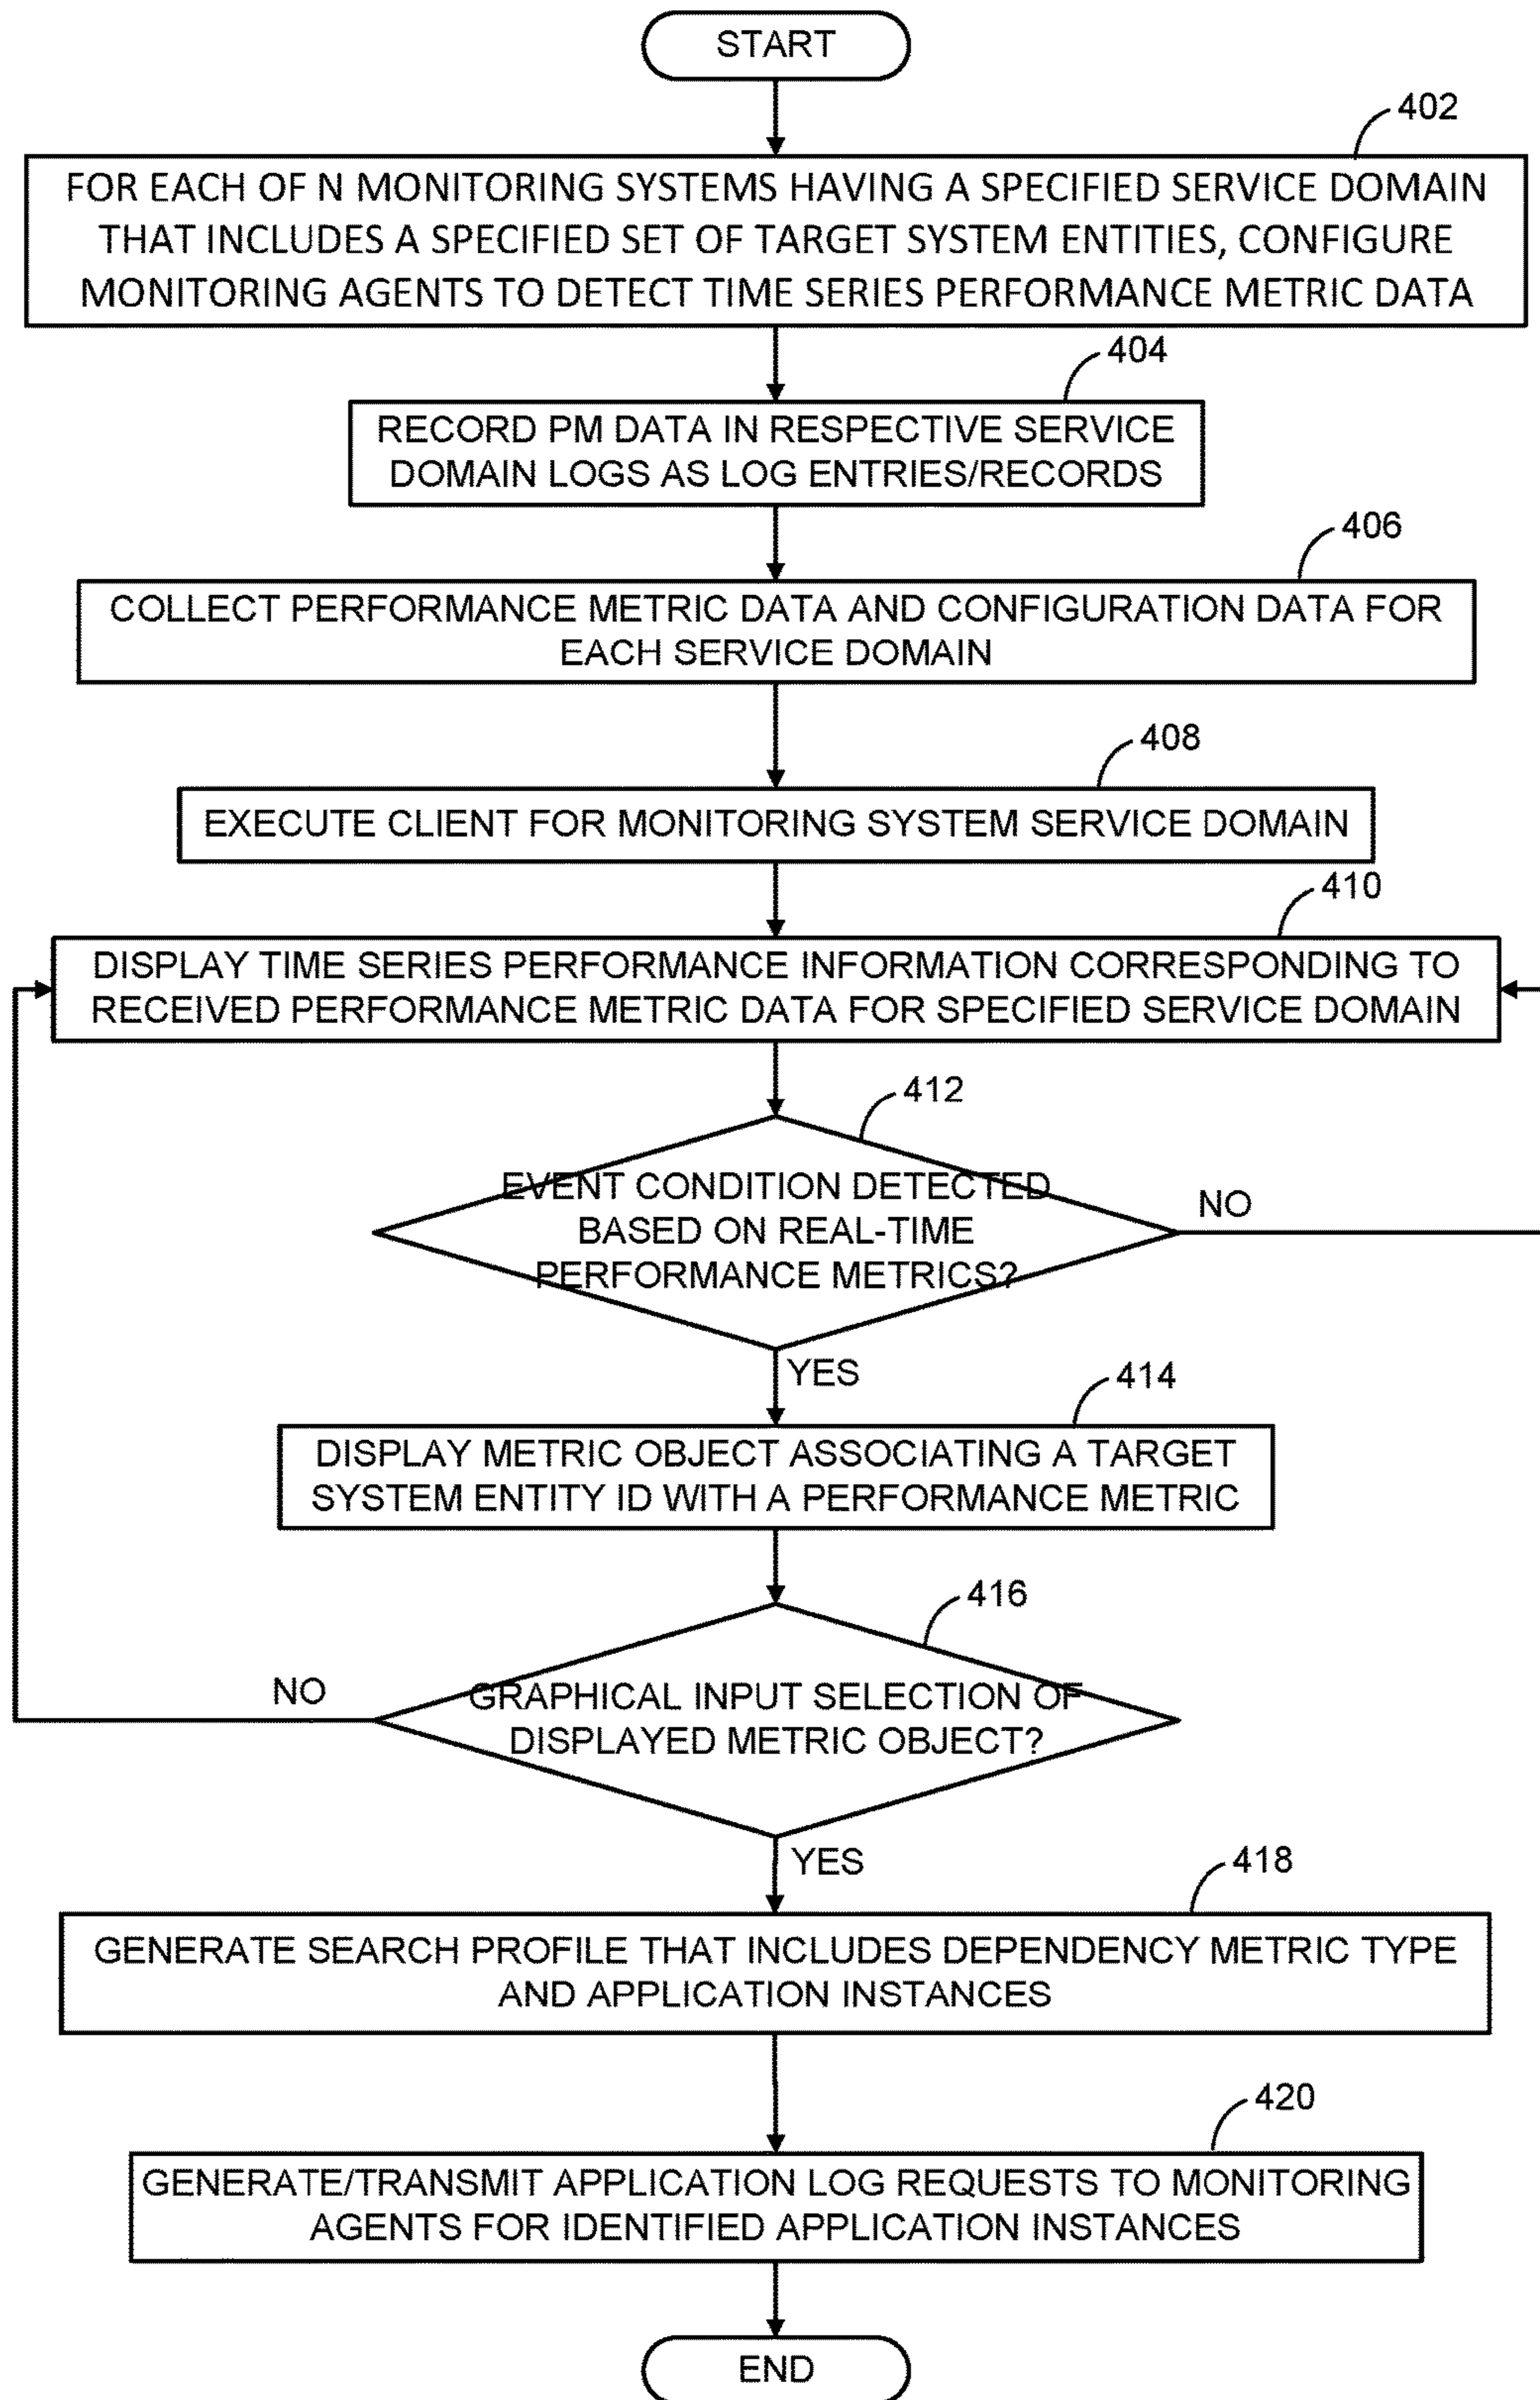 START
402
FOR EACH OF N MONITORING SYSTEMS HAVING A SPECIFIED SERVICE DOMAIN
THAT INCLUDES A SPECIFIED SET OF TARGET SYSTEM ENTITIES, CONFIGURE
MONITORING AGENTS TO DETECT TIME SERIES PERFORMANCE METRIC DATA
404
RECORD PM DATA IN RESPECTIVE SERVICE
DOMAIN LOGS AS LOG ENTRIES/RECORDS
406
COLLECT PERFORMANCE METRIC DATA AND CONFIGURATION DATA FOR
EACH SERVICE DOMAIN
408
EXECUTE CLIENT FOR MONITORING SYSTEM SERVICE DOMAIN
410
DISPLAY TIME SERIES PERFORMANCE INFORMATION CORRESPONDING TO
RECEIVED PERFORMANCE METRIC DATA FOR SPECIFIED SERVICE DOMAIN
412
EVENT CONDITION DETECTED
BASED ON REAL-TIME
PERFORMANCE METRICS?
NO
YES
414
DISPLAY METRIC OBJECT ASSOCIATING A TARGET
SYSTEM ENTITY ID WITH A PERFORMANCE METRIC
416
GRAPHICAL INPUT SELECTION OF
DISPLAYED METRIC OBJECT?
NO
YES
418
GENERATE SEARCH PROFILE THAT INCLUDES DEPENDENCY METRIC TYPE
AND APPLICATION INSTANCES
420
GENERATE/TRANSMIT APPLICATION LOG REQUESTS TO MONITORING
AGENTS FOR IDENTIFIED APPLICATION INSTANCES
END